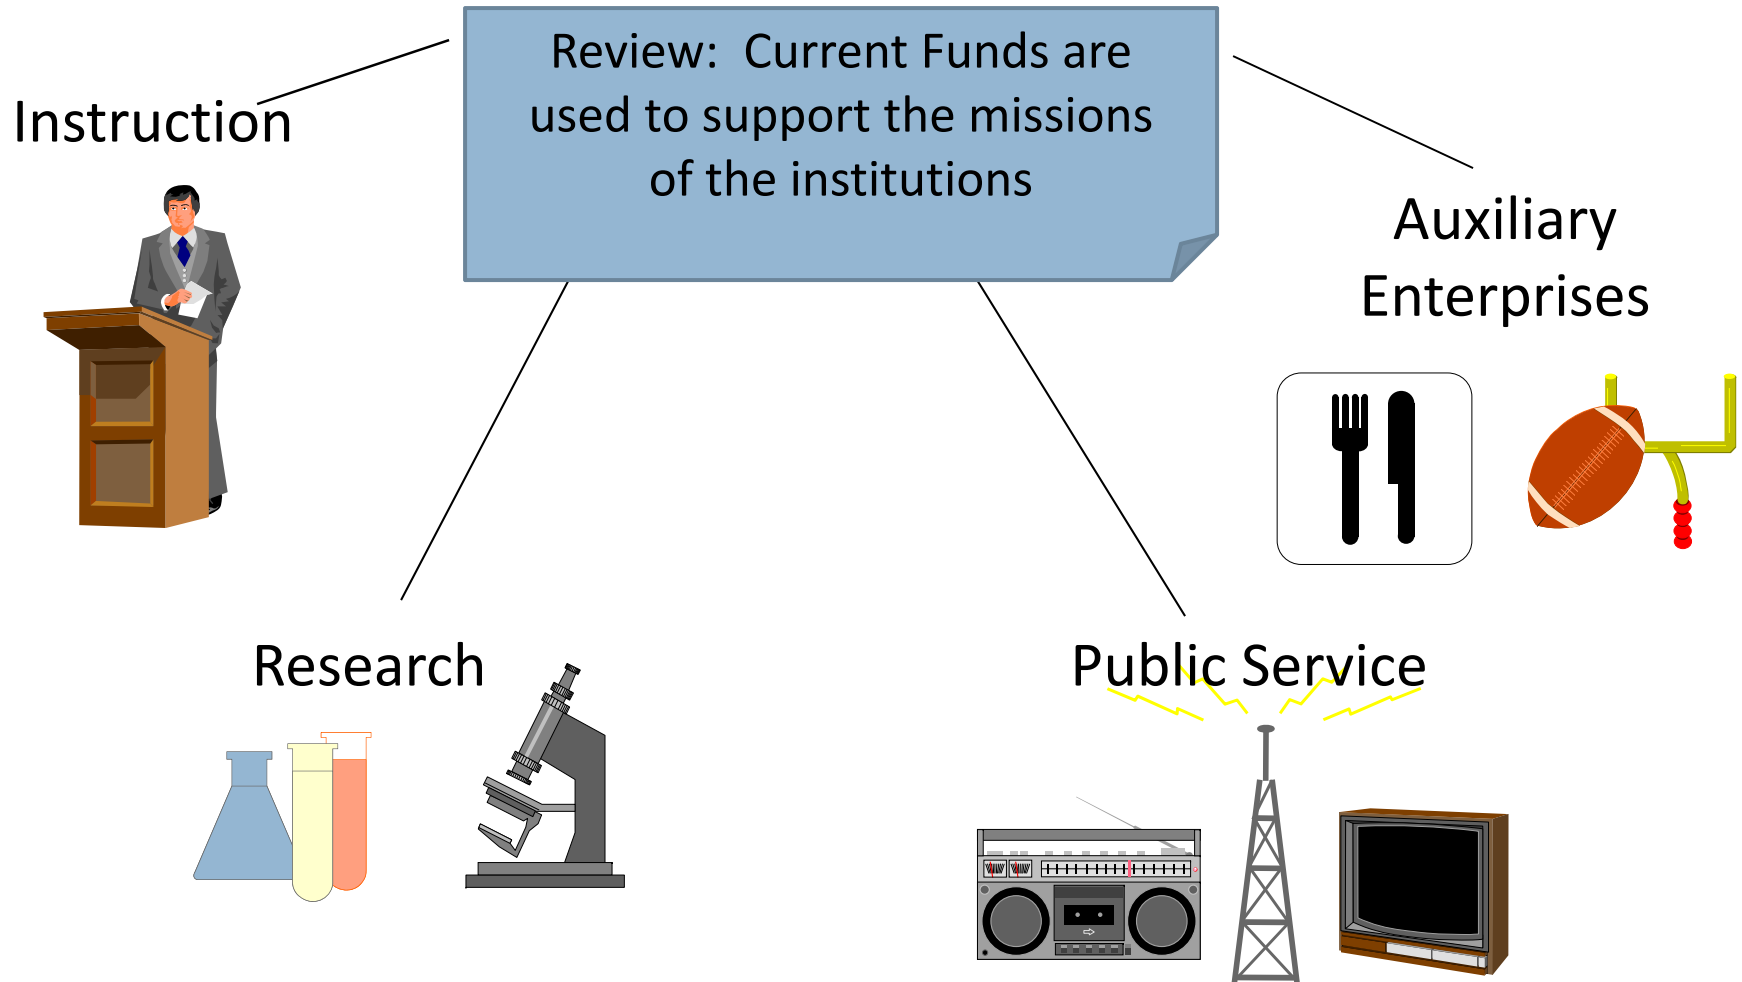 Review:  Current Funds are
used to support the missions
of the institutions
Instruction
Auxiliary
Enterprises
Research
Public Service